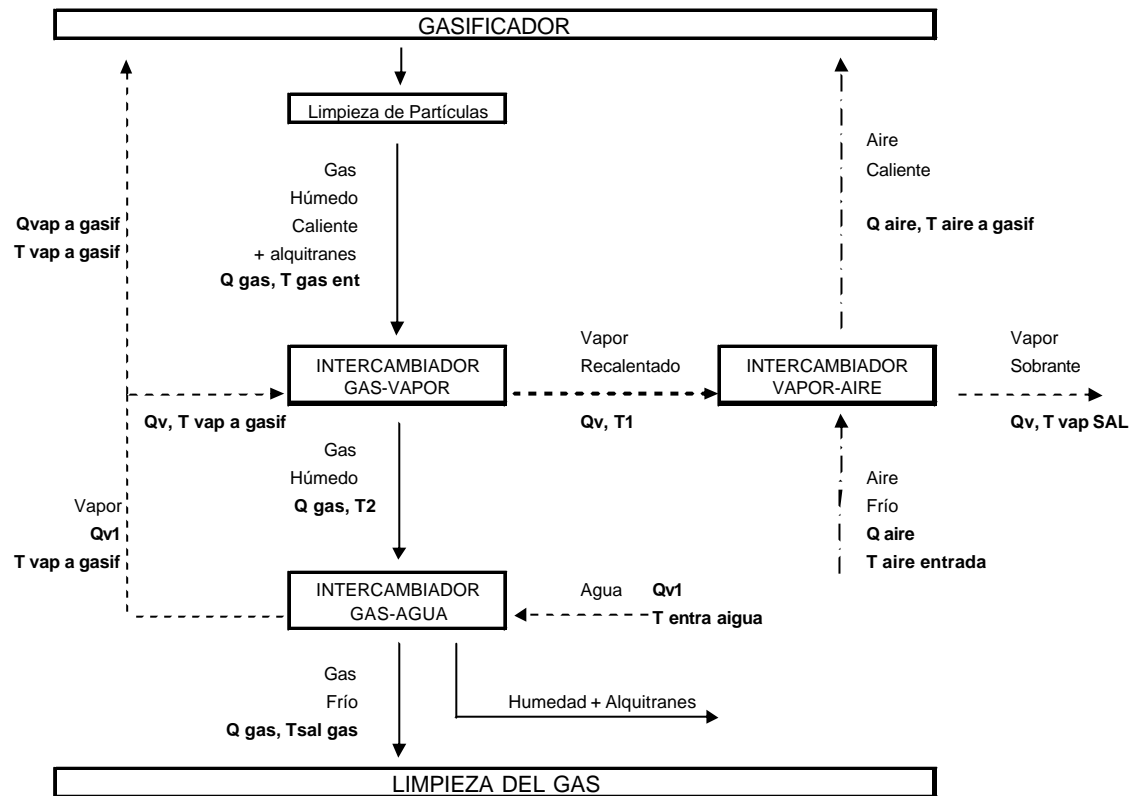 GASIFICADOR
Limpieza de Partículas
Gas
Húmedo
Caliente
+ alquitranes
Q gas, T gas ent
Aire
Caliente
Q aire, T aire a gasif
Qvap a gasif
T vap a gasif
INTERCAMBIADOR
GAS-VAPOR
Vapor
Recalentado
INTERCAMBIADOR
VAPOR-AIRE
Vapor
Sobrante
Qv, T vap a gasif
Qv, T1
Qv, T vap SAL
Gas
Húmedo
Q gas, T2
Aire
Frío
Q aire
T aire entrada
Vapor
Qv1
T vap a gasif
INTERCAMBIADOR
GAS-AGUA
Agua Qv1
T entra aigua
Gas
Frío
Q gas, Tsal gas
Humedad + Alquitranes
LIMPIEZA DEL GAS